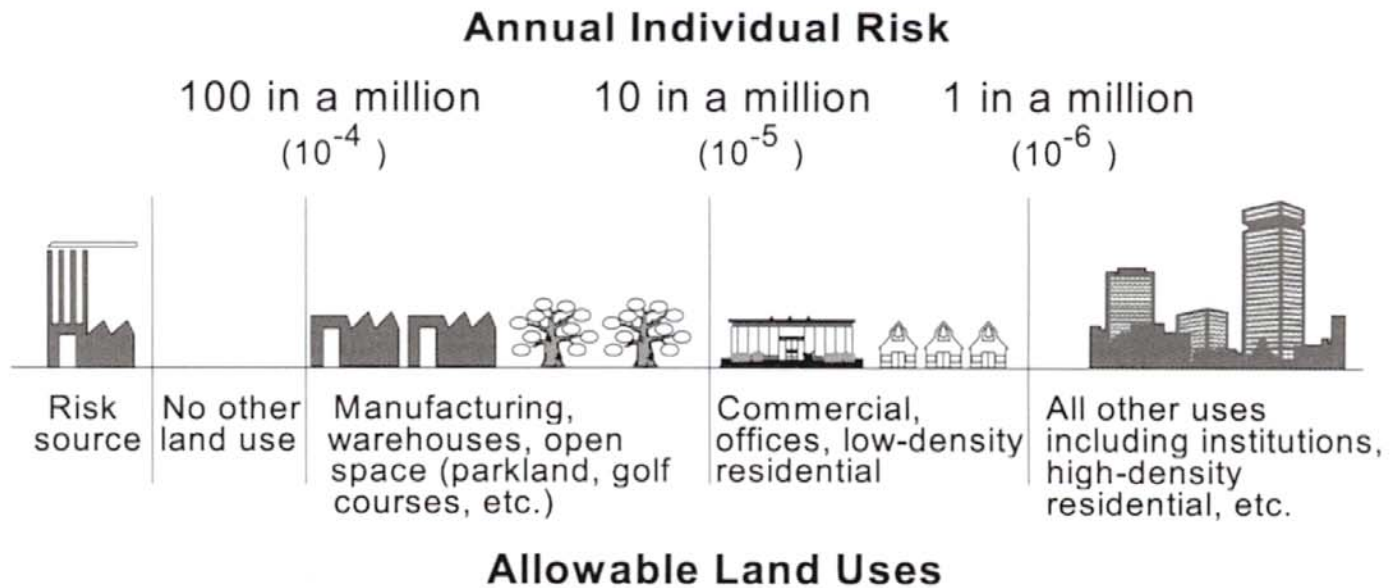 Annual Individual Risk
100 in a million
(10^-4 )
10 in a million
(10^-5 )
1 in a million
(10^-6 )
Risk
source
No other
land use
Manufacturing,
warehouses, open
space (parkland, golf
courses, etc.)
Commercial,
offices, low-density
residential
All other uses
including institutions,
high-density
residential, etc.
Allowable Land Uses